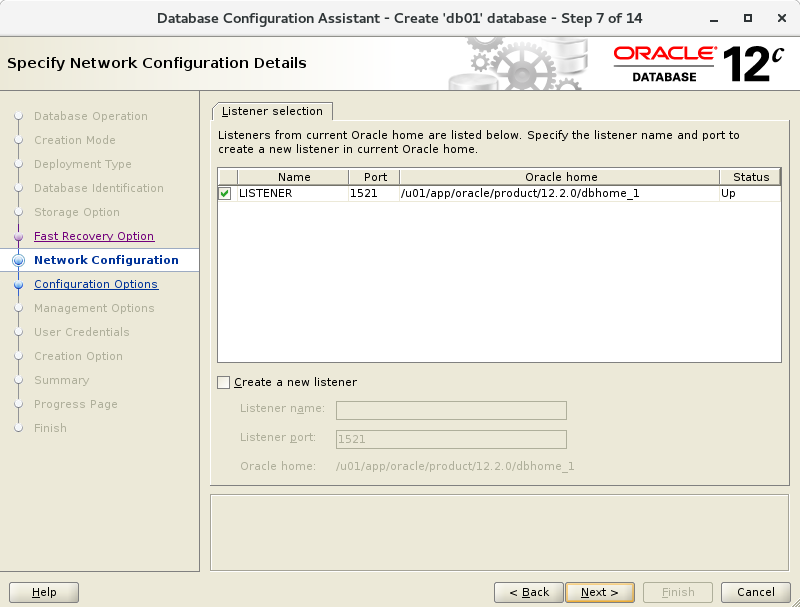 Database Configuration Assistant - Create 'db01' database - Step 7 of 14
Specify Network Configuration Details
ORACLE
DATABASE
12c
Database Operation
Creation Mode
Deployment Type
Database Identification
Storage Option
Fast Recovery Option
Network Configuration
Configuration Options
Management Options
User Credentials
Creation Option
Summary
Progress Page
Finish
Listener selection
Listeners from current Oracle home are listed below. Specify the listener name and port to
create a new listener in current Oracle home.
Name Port Oracle home Status
LISTENER 1521 /u01/app/oracle/product/12.2.0/dbhome_1 Up
Create a new listener
Listener name:
Listener port: 1521
Oracle home: /u01/app/oracle/product/12.2.0/dbhome_1
Help < Back Next > Finish Cancel